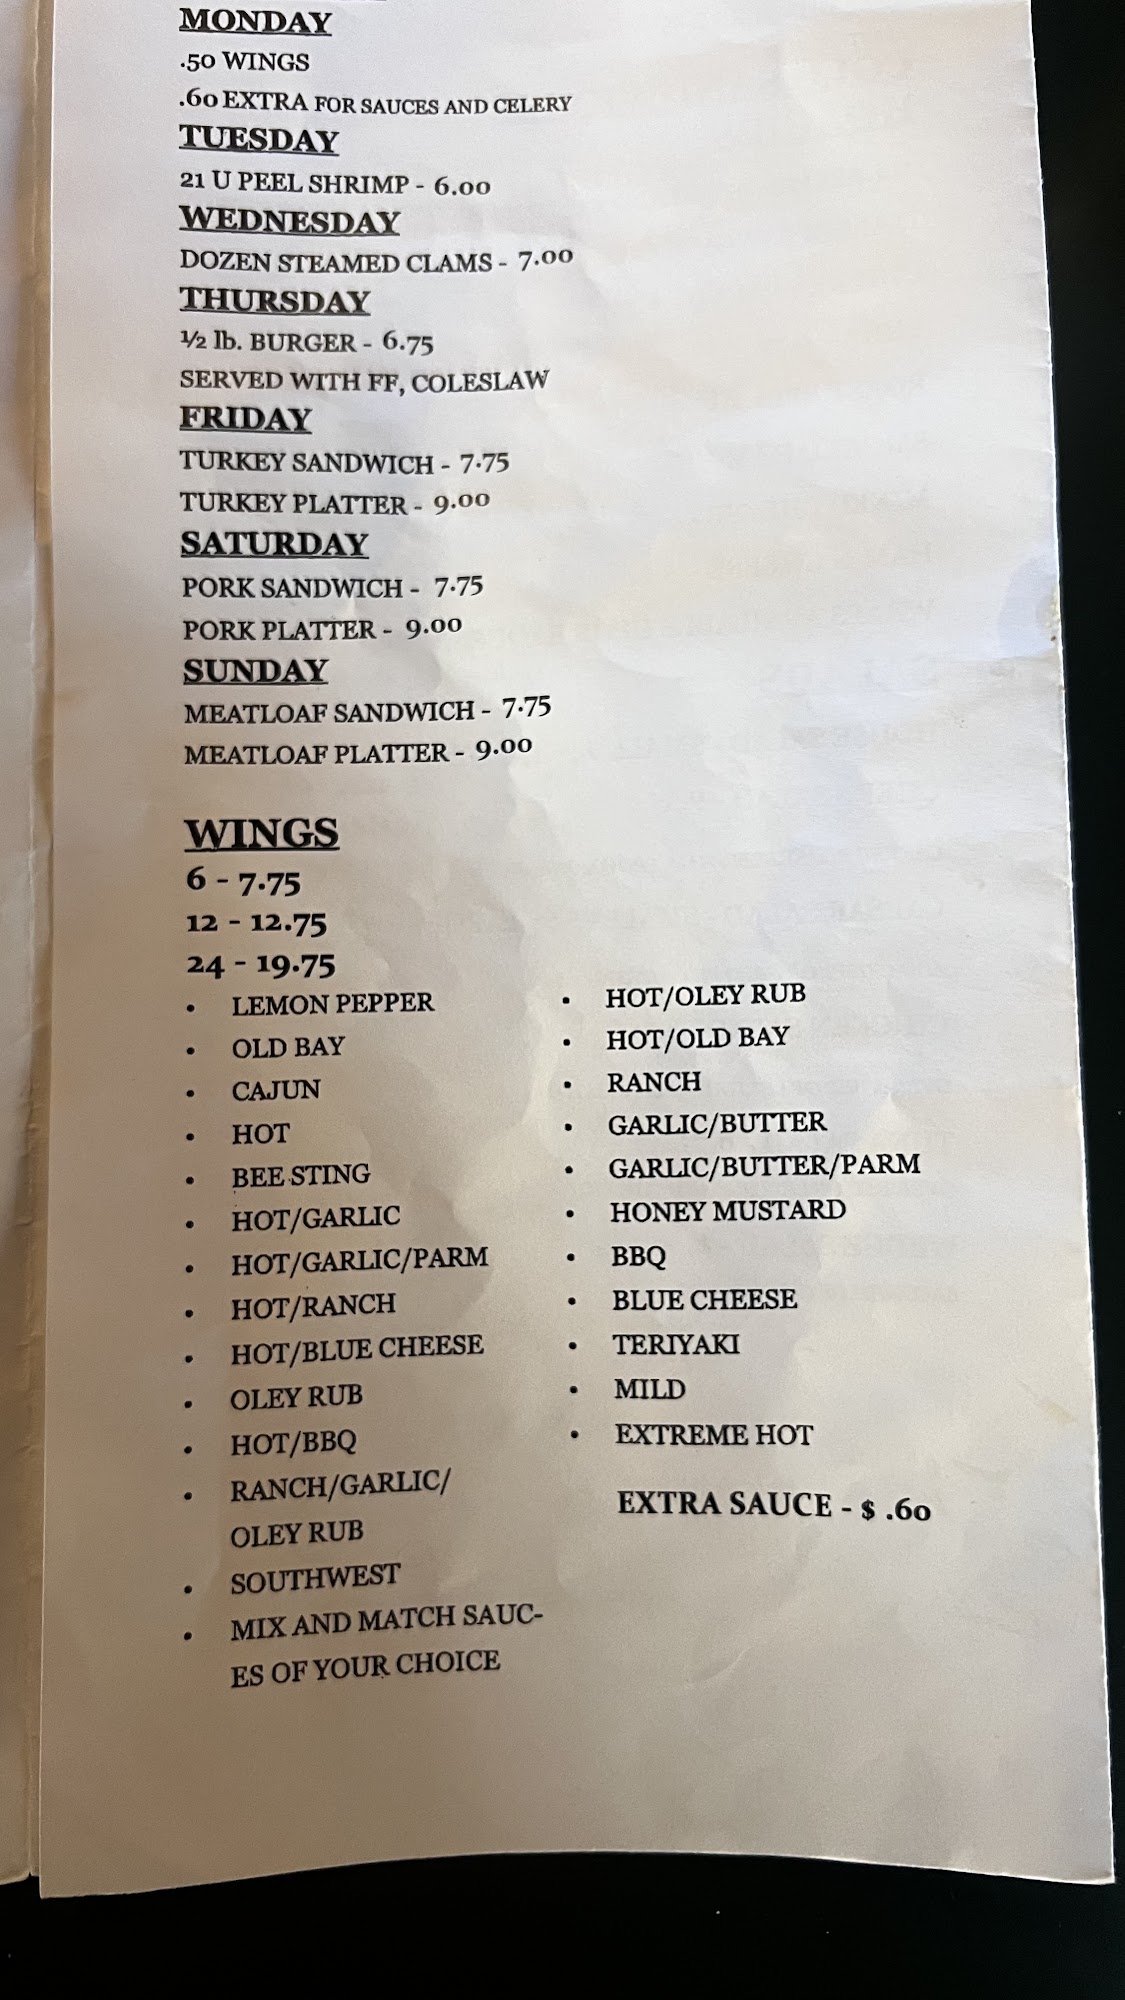 MONDAY
.50 WINGS
.60 EXTRA FOR SAUCES AND CELERY
TUESDAY
21 U PEEL SHRIMP - 6.00
WEDNESDAY
DOZEN STEAMED CLAMS - 7.00
THURSDAY
½ lb. BURGER - 6.75
SERVED WITH FF, COLESLAW
FRIDAY
TURKEY SANDWICH - 7.75
TURKEY PLATTER - 9.00
SATURDAY
PORK SANDWICH - 7.75
PORK PLATTER - 9.00
SUNDAY
MEATLOAF SANDWICH - 7.75
MEATLOAF PLATTER - 9.00
WINGS
6 - 7.75
12 - 12.75
24 - 19.75
• LEMON PEPPER
• OLD BAY
• CAJUN
• HOT
• BEE STING
• HOT/GARLIC
• HOT/GARLIC/PARM
• HOT/RANCH
• HOT/BLUE CHEESE
• OLEY RUB
• HOT/BBQ
• RANCH/GARLIC/
OLEY RUB
• SOUTHWEST
• MIX AND MATCH SAUC-
ES OF YOUR CHOICE
• HOT/OLEY RUB
• HOT/OLD BAY
• RANCH
• GARLIC/BUTTER
• GARLIC/BUTTER/PARM
• HONEY MUSTARD
• BBQ
• BLUE CHEESE
• TERIYAKI
• MILD
• EXTREME HOT
EXTRA SAUCE - $ .60